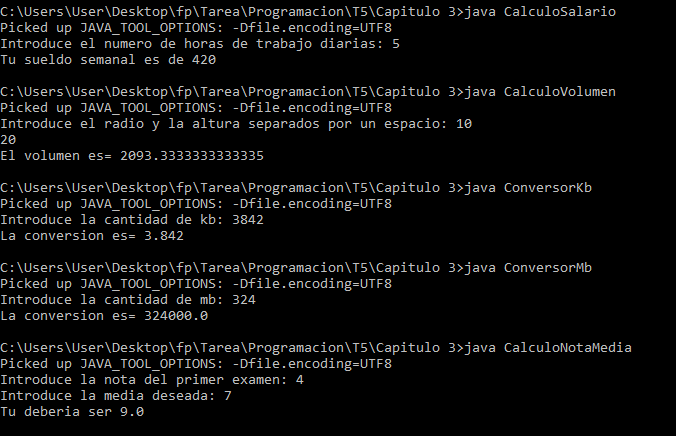 C:\Users\User\Desktop\fp\Tarea\Programacion\T5\Capitulo 3>java CalculoSalario
Picked up JAVA_TOOL_OPTIONS: -Dfile.encoding=UTF8
Introduce el numero de horas de trabajo diarias: 5
Tu sueldo semanal es de 420
C:\Users\User\Desktop\fp\Tarea\Programacion\T5\Capitulo 3>java CalculoVolumen
Picked up JAVA_TOOL_OPTIONS: -Dfile.encoding=UTF8
Introduce el radio y la altura separados por un espacio: 10
20
El volumen es= 2093.3333333333335
C:\Users\User\Desktop\fp\Tarea\Programacion\T5\Capitulo 3>java ConversorKb
Picked up JAVA_TOOL_OPTIONS: -Dfile.encoding=UTF8
Introduce la cantidad de kb: 3842
La conversion es= 3.842
C:\Users\User\Desktop\fp\Tarea\Programacion\T5\Capitulo 3>java ConversorMb
Picked up JAVA_TOOL_OPTIONS: -Dfile.encoding=UTF8
Introduce la cantidad de mb: 324
La conversion es= 324000.0
C:\Users\User\Desktop\fp\Tarea\Programacion\T5\Capitulo 3>java CalculoNotaMedia
Picked up JAVA_TOOL_OPTIONS: -Dfile.encoding=UTF8
Introduce la nota del primer examen: 4
Introduce la media deseada: 7
Tu deberia ser 9.0